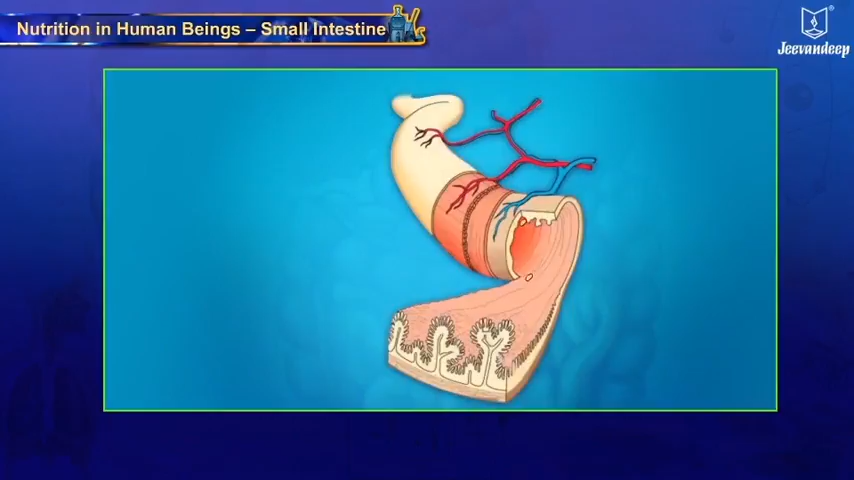 Nutrition in Human Beings – Small Intestine
Jeevandeep